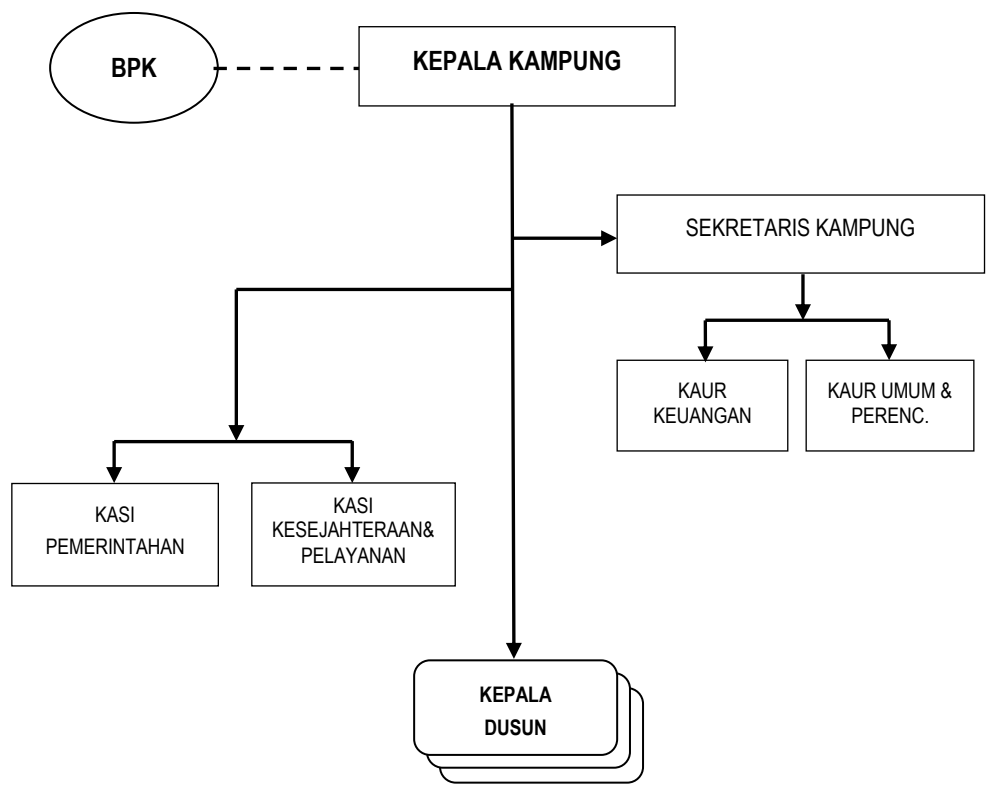 BPK
KEPALA KAMPUNG
SEKRETARIS KAMPUNG
KAUR
KEUANGAN
KAUR UMUM &
PERENC.
KASI
PEMERINTAHAN
KASI
KESEJAHTERAAN&
PELAYANAN
KEPALA
DUSUN